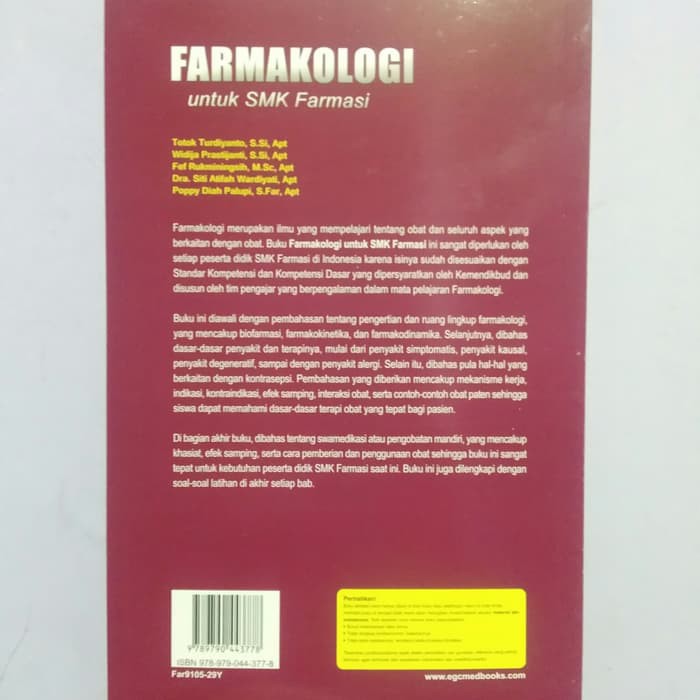 FARMAKOLOGI
untuk SMK Farmasi
Totok Turdiyanto, S.Si, Apt
Widija Prastijanti, S.Si, Apt
Fef Rukminingsih, M.Sc, Apt
Dra. Siti Atifah Wardiyati, Apt
Poppy Diah Palupi, S.Far, Apt
Farmakologi merupakan ilmu yang mempelajari tentang obat dan seluruh aspek yang
berkaitan dengan obat. Buku Farmakologi untuk SMK Farmasi ini sangat diperlukan oleh
setiap peserta didik SMK Farmasi di Indonesia karena isinya sudah disesuaikan dengan
Standar Kompetensi dan Kompetensi Dasar yang dipersyaratkan oleh Kemendikbud dan
disusun oleh tim pengajar yang berpengalaman dalam mata pelajaran Farmakologi.
Buku ini diawali dengan pembahasan tentang pengertian dan ruang lingkup farmakologi,
yang mencakup biofarmasi, farmakokinetika, dan farmakodinamika. Selanjutnya, dibahas
dasar-dasar penyakit dan terapinya, mulai dari penyakit simptomatis, penyakit kausal,
penyakit degeneratif, sampai dengan penyakit alergi. Selain itu, dibahas pula hal-hal yang
berkaitan dengan kontrasepsi. Pembahasan yang diberikan mencakup mekanisme kerja,
indikasi, kontraindikasi, efek samping, interaksi obat, serta contoh-contoh obat paten sehingga
siswa dapat memahami dasar-dasar terapi obat yang tepat bagi pasien.
Di bagian akhir buku, dibahas tentang swamedikasi atau pengobatan mandiri, yang mencakup
khasiat, efek samping, serta cara pemberian dan penggunaan obat sehingga buku ini sangat
tepat untuk kebutuhan peserta didik SMK Farmasi saat ini. Buku ini juga dilengkapi dengan
soal-soal latihan di akhir setiap bab.
9 789790 443778
ISBN 978-979-044-377-8
Far9105-29Y
Perhatikan!
www.egcmedbooks.com